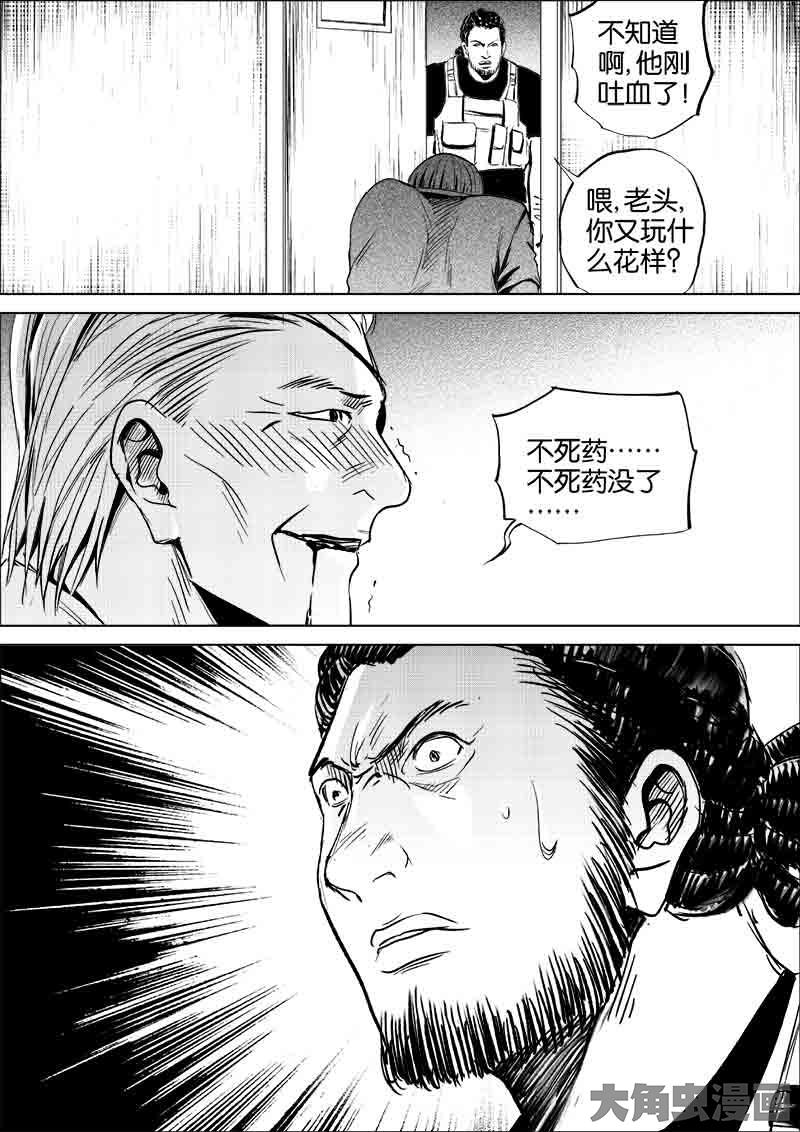 不知道
啊，他刚
吐血了！
喂，老头，
你又玩什
么花样？
不死药……
不死药没了
……
大角虫漫画